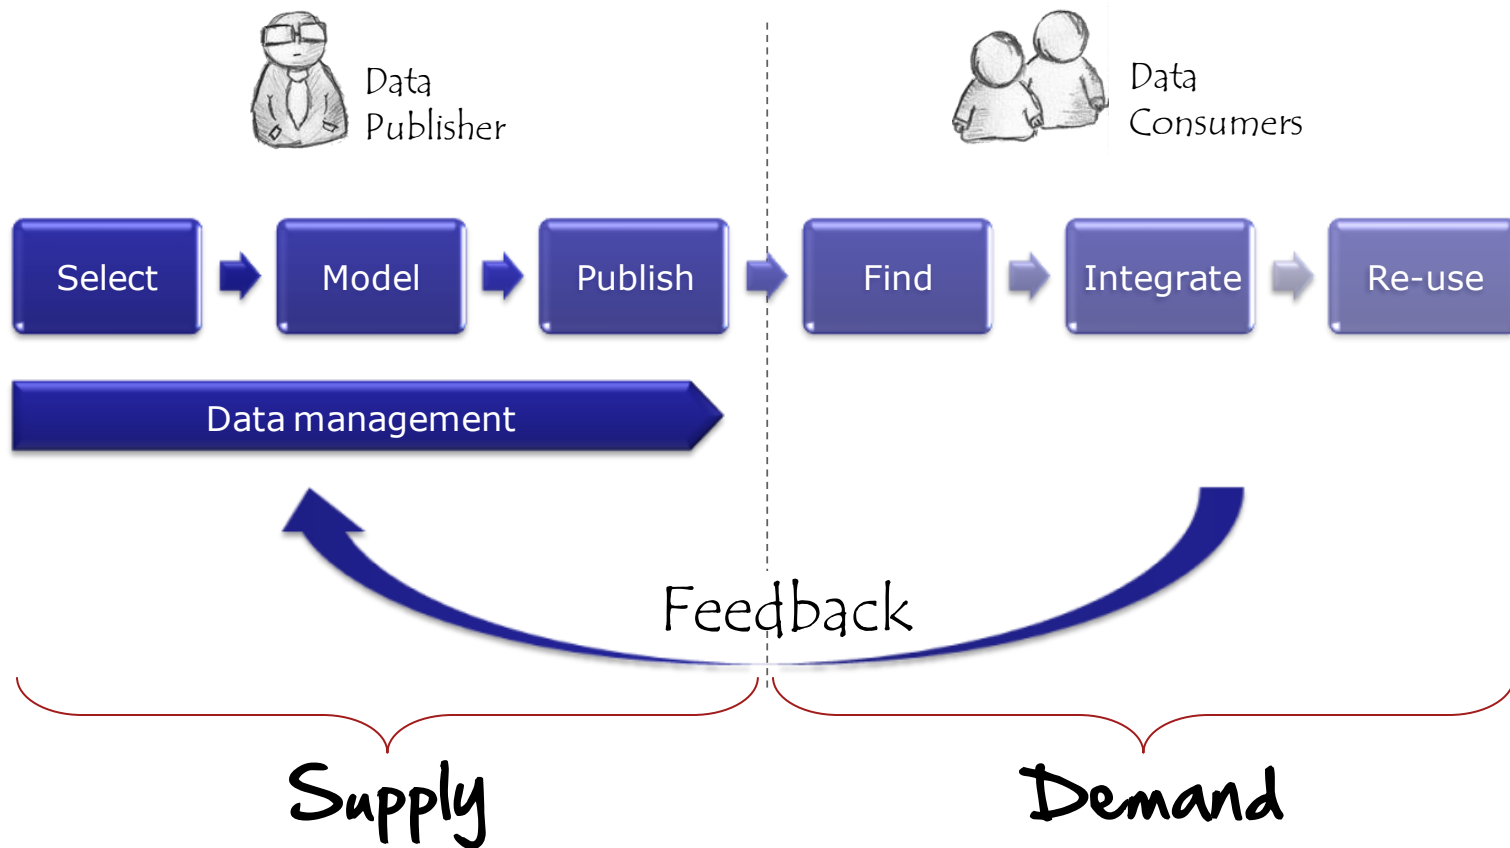 Data
Publisher
Data
Consumers
Select
Model
Publish
Find
Integrate
Re-use
Data management
Feedback
Supply
Demand